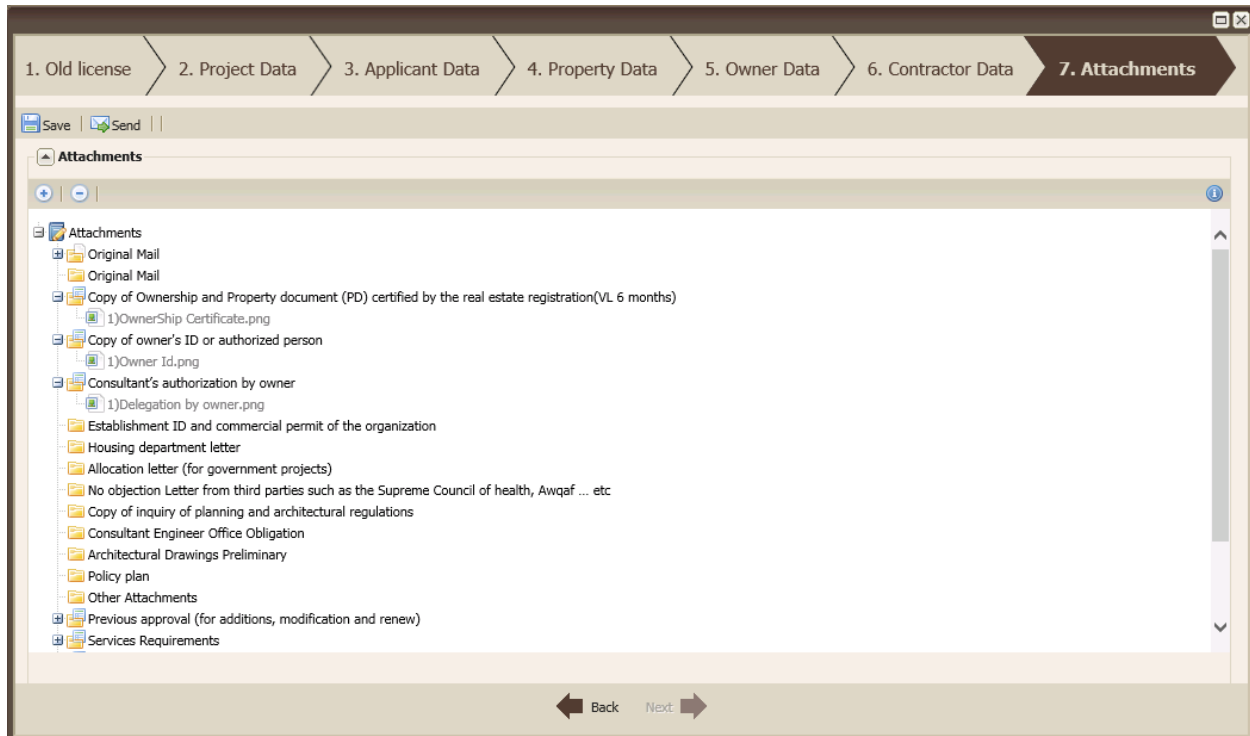 1. Old license
2. Project Data
3. Applicant Data
4. Property Data
5. Owner Data
6. Contractor Data
7. Attachments
Save
Send
Attachments
Attachments
Original Mail
Original Mail
Copy of Ownership and Property document (PD) certified by the real estate registration(VL 6 months)
1)OwnerShip Certificate.png
Copy of owner's ID or authorized person
1)Owner Id.png
Consultant's authorization by owner
1)Delegation by owner.png
Establishment ID and commercial permit of the organization
Housing department letter
Allocation letter (for government projects)
No objection Letter from third parties such as the Supreme Council of health, Awqaf ... etc
Copy of inquiry of planning and architectural regulations
Consultant Engineer Office Obligation
Architectural Drawings Preliminary
Policy plan
Other Attachments
Previous approval (for additions, modification and renew)
Services Requirements
Back
Next